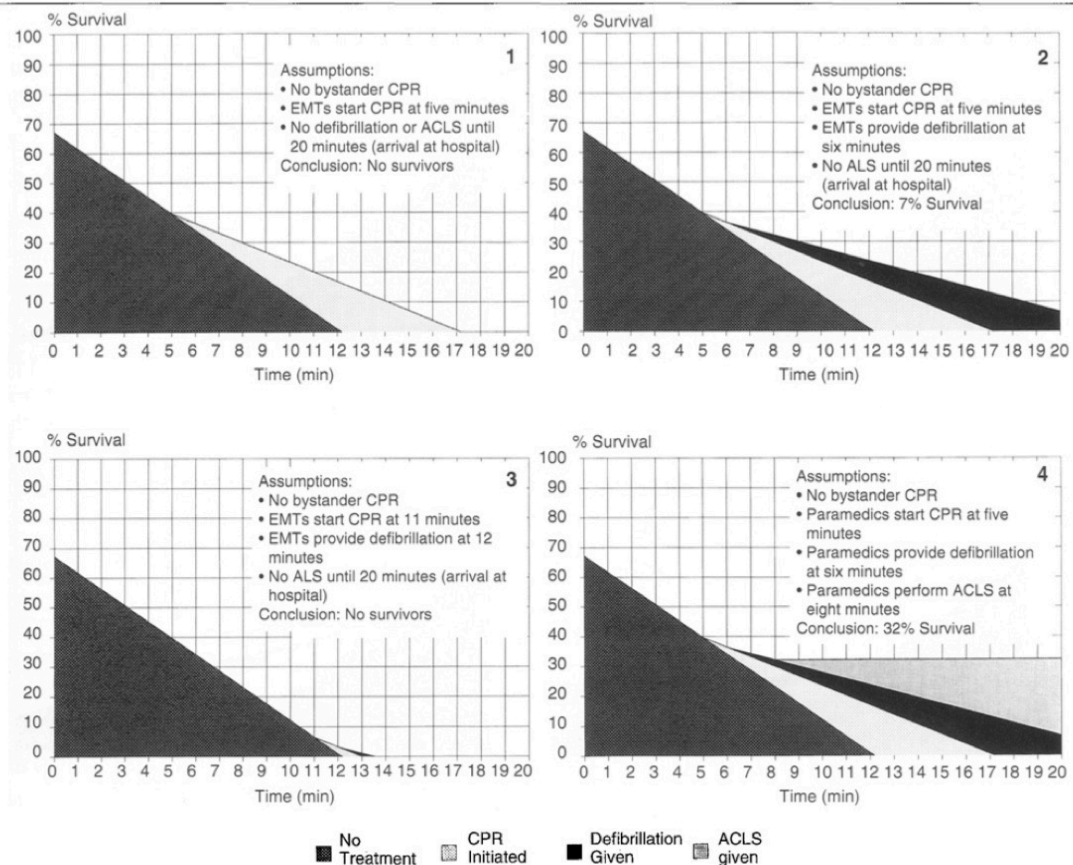 % Survival
100
90
80
70
60
50
40
30
20
10
0
0 1 2 3 4 5 6 7 8 9 10 11 12 13 14 15 16 17 18 19 20
Time (min)
1
Assumptions:
• No bystander CPR
• EMTs start CPR at five minutes
• No defibrillation or ACLS until
20 minutes (arrival at hospital)
Conclusion: No survivors
% Survival
100
90
80
70
60
50
40
30
20
10
0
0 1 2 3 4 5 6 7 8 9 10 11 12 13 14 15 16 17 18 19 20
Time (min)
2
Assumptions:
• No bystander CPR
• EMTs start CPR at five minutes
• EMTs provide defibrillation at
six minutes
• No ALS until 20 minutes
(arrival at hospital)
Conclusion: 7% Survival
% Survival
100
90
80
70
60
50
40
30
20
10
0
0 1 2 3 4 5 6 7 8 9 10 11 12 13 14 15 16 17 18 19 20
Time (min)
3
Assumptions:
• No bystander CPR
• EMTs start CPR at 11 minutes
• EMTs provide defibrillation at 12
minutes
• No ALS until 20 minutes (arrival at
hospital)
Conclusion: No survivors
% Survival
100
90
80
70
60
50
40
30
20
10
0
0 1 2 3 4 5 6 7 8 9 10 11 12 13 14 15 16 17 18 19 20
Time (min)
4
Assumptions:
• No bystander CPR
• Paramedics start CPR at five
minutes
• Paramedics provide defibrillation
at six minutes
• Paramedics perform ACLS at
eight minutes
Conclusion: 32% Survival
No
Treatment
CPR
Initiated
Defibrillation
Given
ACLS
given